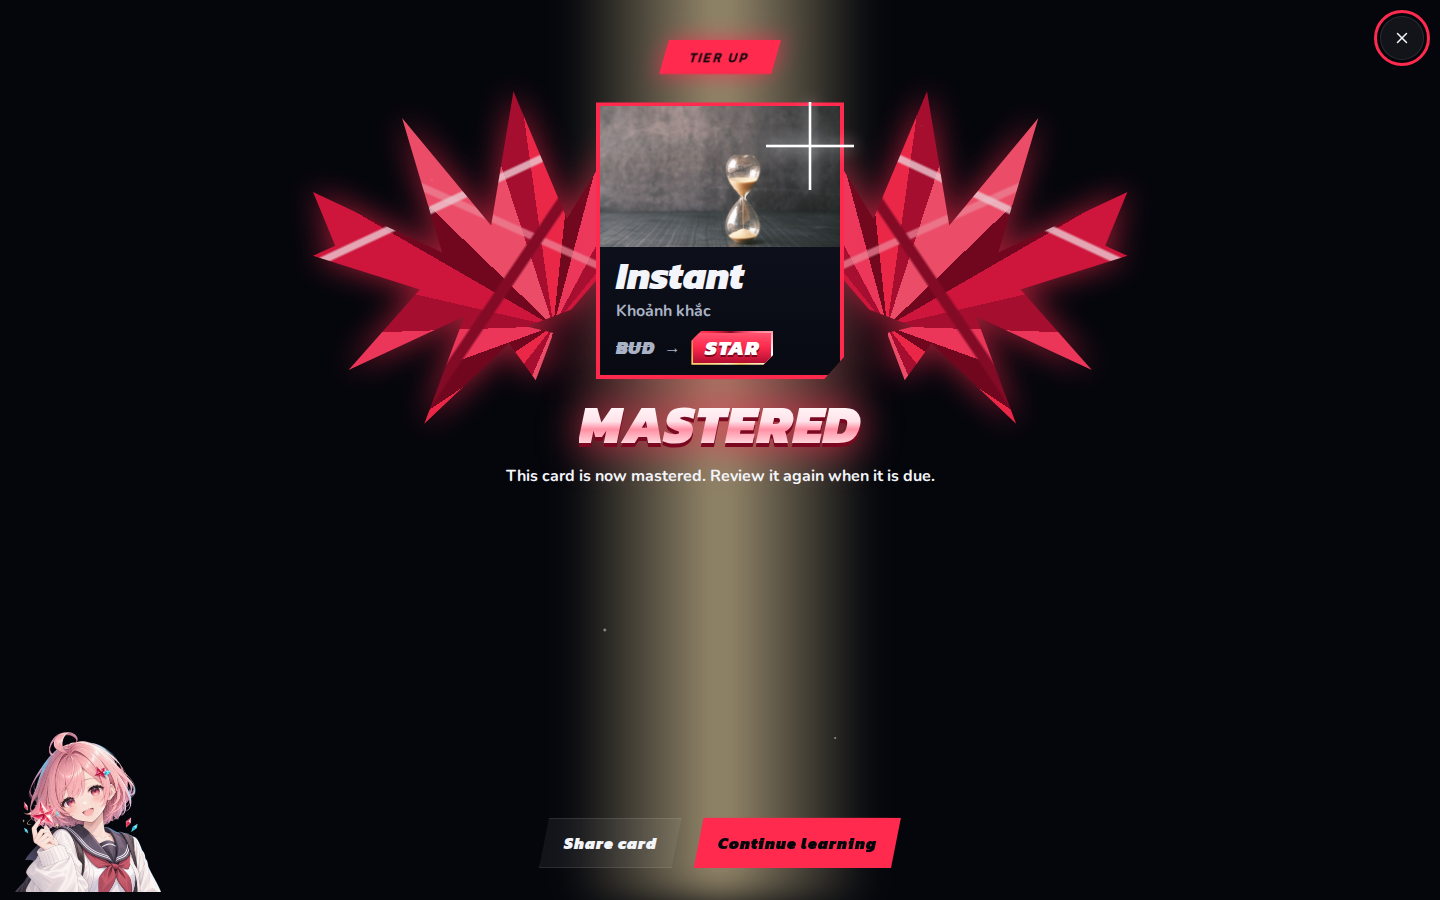 TIER UP
Instant
Khoảnh khắc
BUD → STAR
MASTERED
This card is now mastered. Review it again when it is due.
Share card
Continue learning